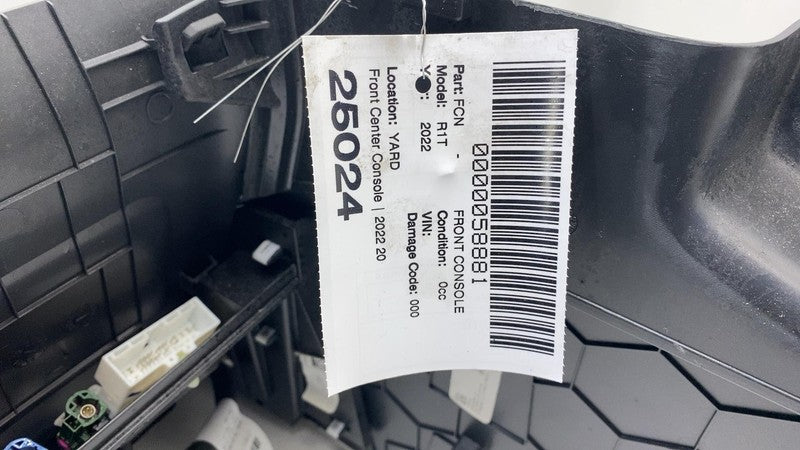 0000058881
Part: FCN - FRONT CONSOLE
Model: R1T Condition: 0cc
2022 VIN:
Damage Code: 000
Location: YARD
Front Center Console | 2022 20
25024